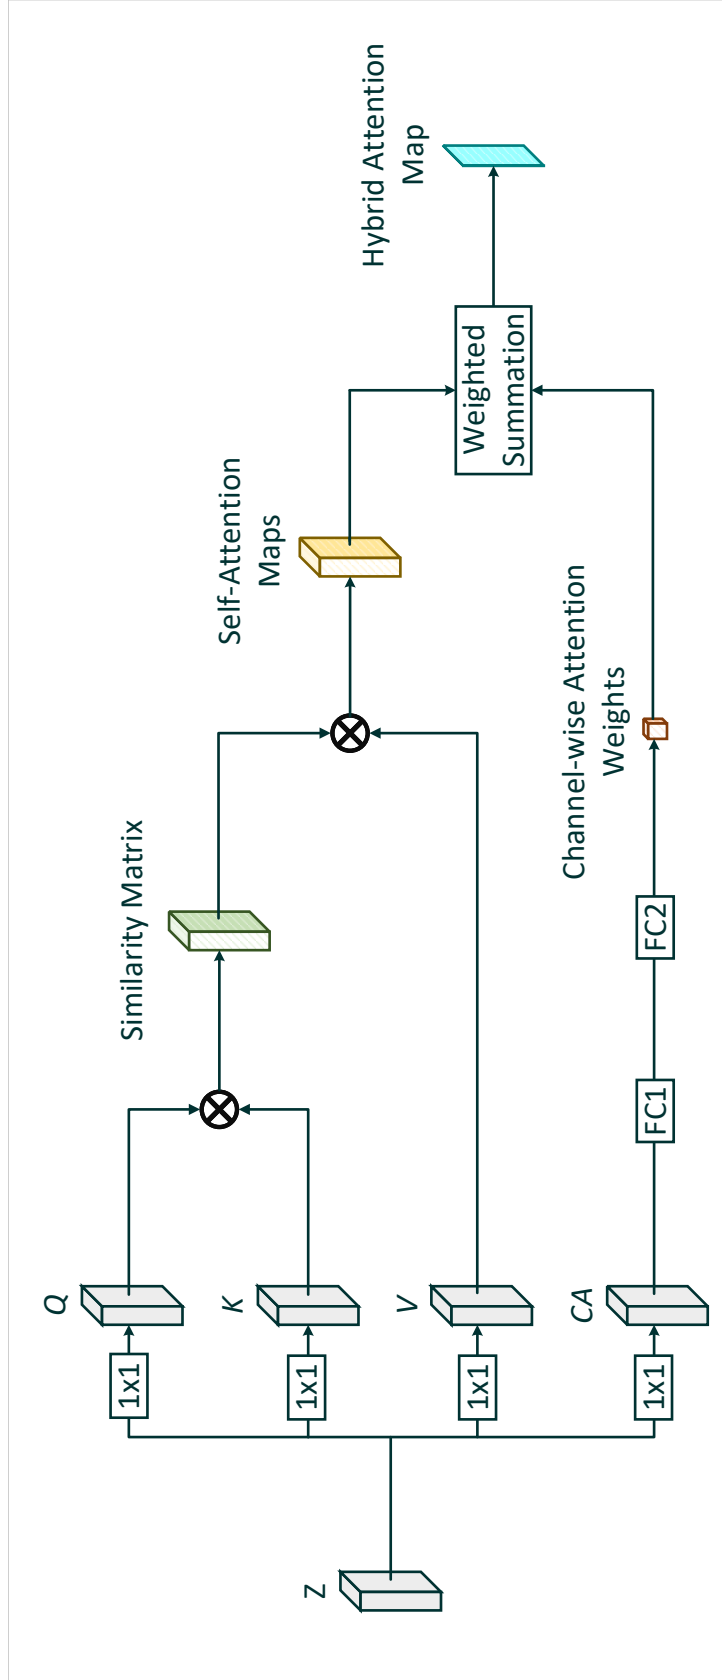 Z
1x1
1x1
1x1
1x1
Q
K
V
CA
Similarity Matrix
Self-Attention
Maps
FC1
FC2
Channel-wise Attention
Weights
Weighted
Summation
Hybrid Attention
Map